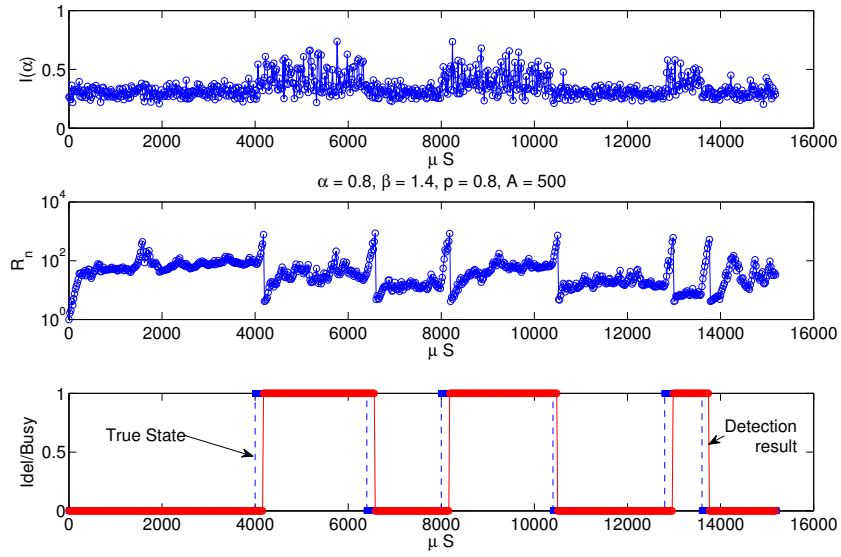 1
0.5
0
I(α)
0 2000 4000 6000 8000 10000 12000 14000 16000
μ S
α = 0.8, β = 1.4, p = 0.8, A = 500
10^4
10^2
10^0
R_n
0 2000 4000 6000 8000 10000 12000 14000 16000
μ S
1
0.5
0
Idel/Busy
True State
Detection
result
0 2000 4000 6000 8000 10000 12000 14000 16000
μ S